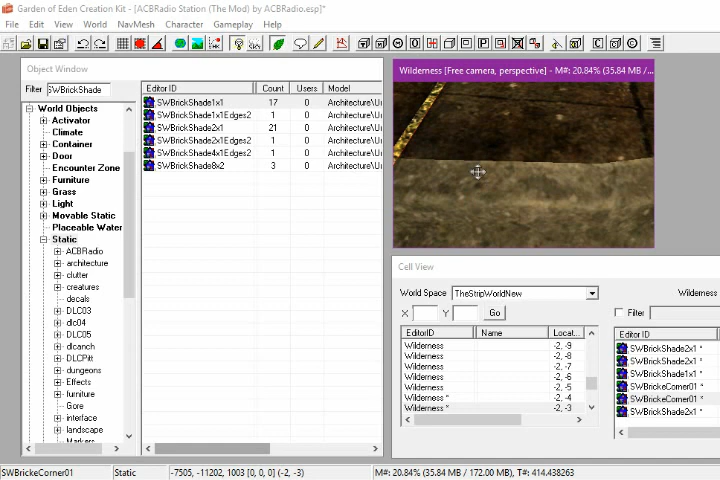 Garden of Eden Creation Kit - [ACBRadio Station (The Mod) by ACBRadio.esp]*
File Edit View World NavMesh Character Gameplay Help
Object Window
Filter SWBrickShade
World Objects
Activator
Climate
Container
Door
Encounter Zone
Furniture
Grass
Light
Movable Static
Placeable Water
Static
ACBRadio
architecture
clutter
creatures
decals
DLC03
dlc04
DLC05
dlcanch
DLCPitt
dungeons
Effects
furniture
Gore
interface
landscape
Markers
Editor ID Count Users Model
SWBrickShade1x1 17 0 Architecture\U
SWBrickShade1x1Edges2 1 0 Architecture\U
SWBrickShade2x1 21 0 Architecture\U
SWBrickShade2x1Edges2 1 0 Architecture\U
SWBrickShade4x1Edges2 1 0 Architecture\U
SWBrickShade8x2 3 0 Architecture\U
Wilderness [Free camera, perspective] - M#: 20.84% (35.84 MB /...
Cell View
World Space TheStripWorldNew Wilderness
X Y Go Filter
EditorID Name Locat...
Wilderness -2, -9
Wilderness -2, -8
Wilderness -2, -7
Wilderness -2, -6
Wilderness -2, -5
Wilderness * -2, -4
Wilderness * -2, -3
Editor ID
SWBrickShade2x1 *
SWBrickShade2x1 *
SWBrickShade1x1 *
SWBrickeCorner01 *
SWBrickeCorner01 *
SWBrickShade2x1 *
SWBrickeCorner01 Static -7505, -11202, 1003 [0, 0, 0] (-2, -3) M#: 20.84% (35.84 MB / 172.00 MB), T#: 414.438263